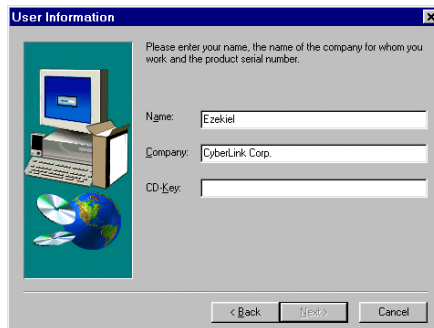 User Information
Please enter your name, the name of the company for whom you
work and the product serial number.
Name: Ezekiel
Company: CyberLink Corp.
CD-Key:
< Back Next > Cancel